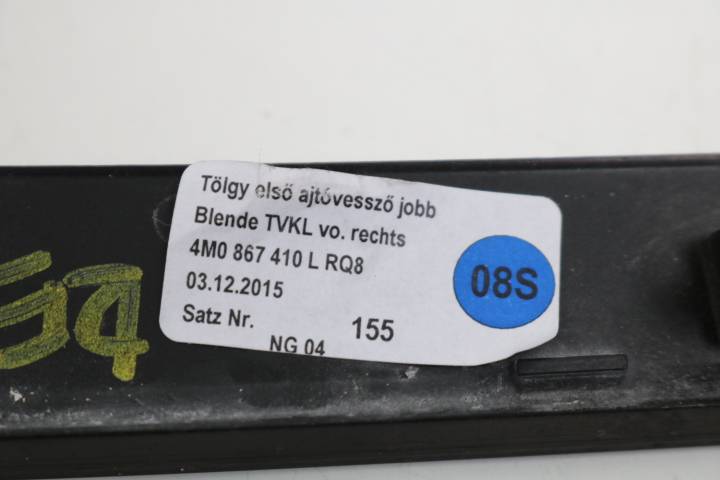 Tölgy első ajtóvessző jobb
Blende TVKL vo. rechts
4M0 867 410 L RQ8
03.12.2015
Satz Nr. 155
NG 04
08S